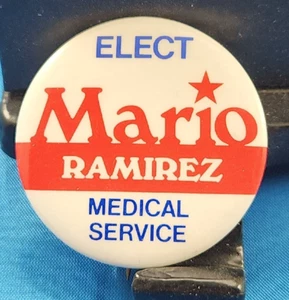 ELECT
Mario
RAMIREZ
MEDICAL
SERVICE